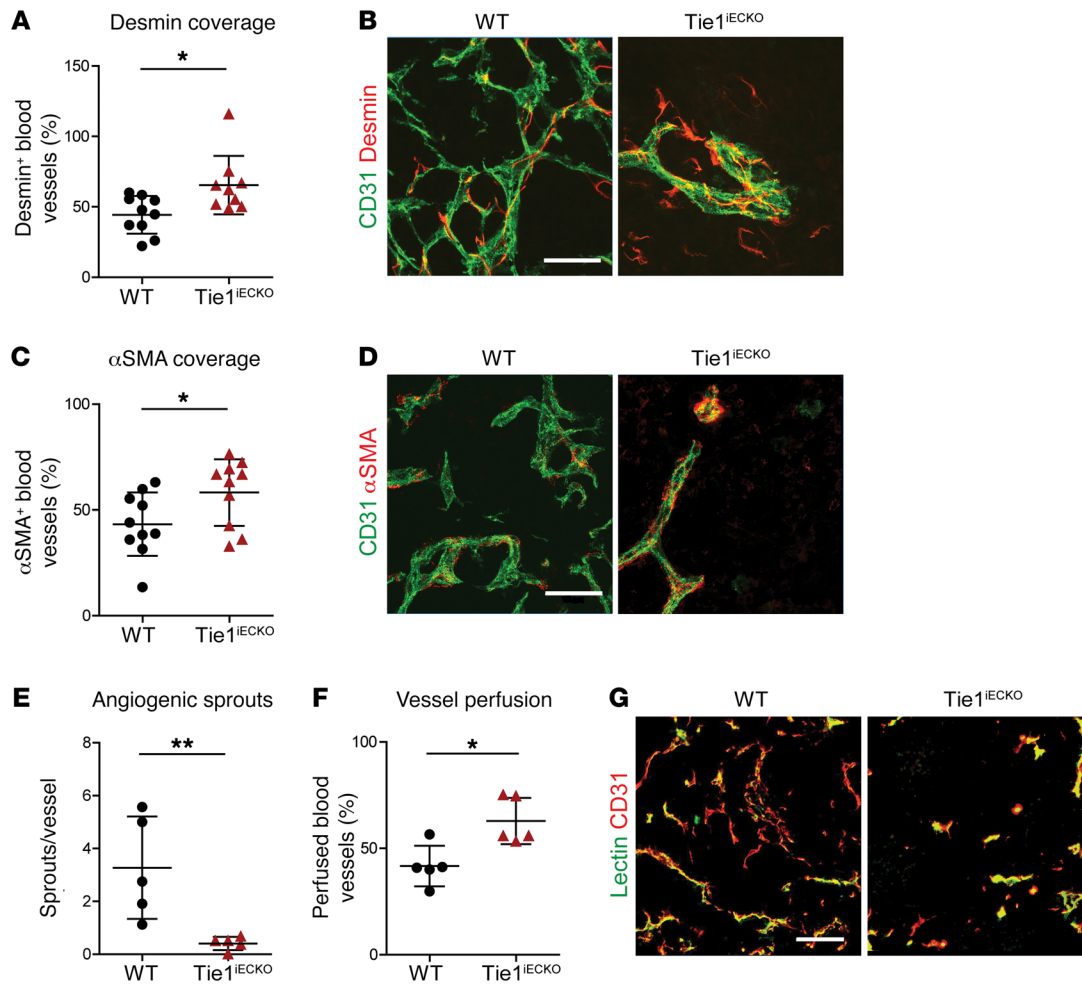 A Desmin coverage
Desmin⁺ blood
vessels (%)
150
100
50
0
*
WT Tie1ⁱᴱᶜᴷᴼ
B WT Tie1ⁱᴱᶜᴷᴼ
CD31 Desmin
C αSMA coverage
αSMA⁺ blood
vessels (%)
100
50
0
*
WT Tie1ⁱᴱᶜᴷᴼ
D WT Tie1ⁱᴱᶜᴷᴼ
CD31 αSMA
E Angiogenic sprouts
Sprouts/vessel
8
6
4
2
0
**
WT Tie1ⁱᴱᶜᴷᴼ
F Vessel perfusion
Perfused blood
vessels (%)
100
50
0
*
WT Tie1ⁱᴱᶜᴷᴼ
G WT Tie1ⁱᴱᶜᴷᴼ
Lectin CD31